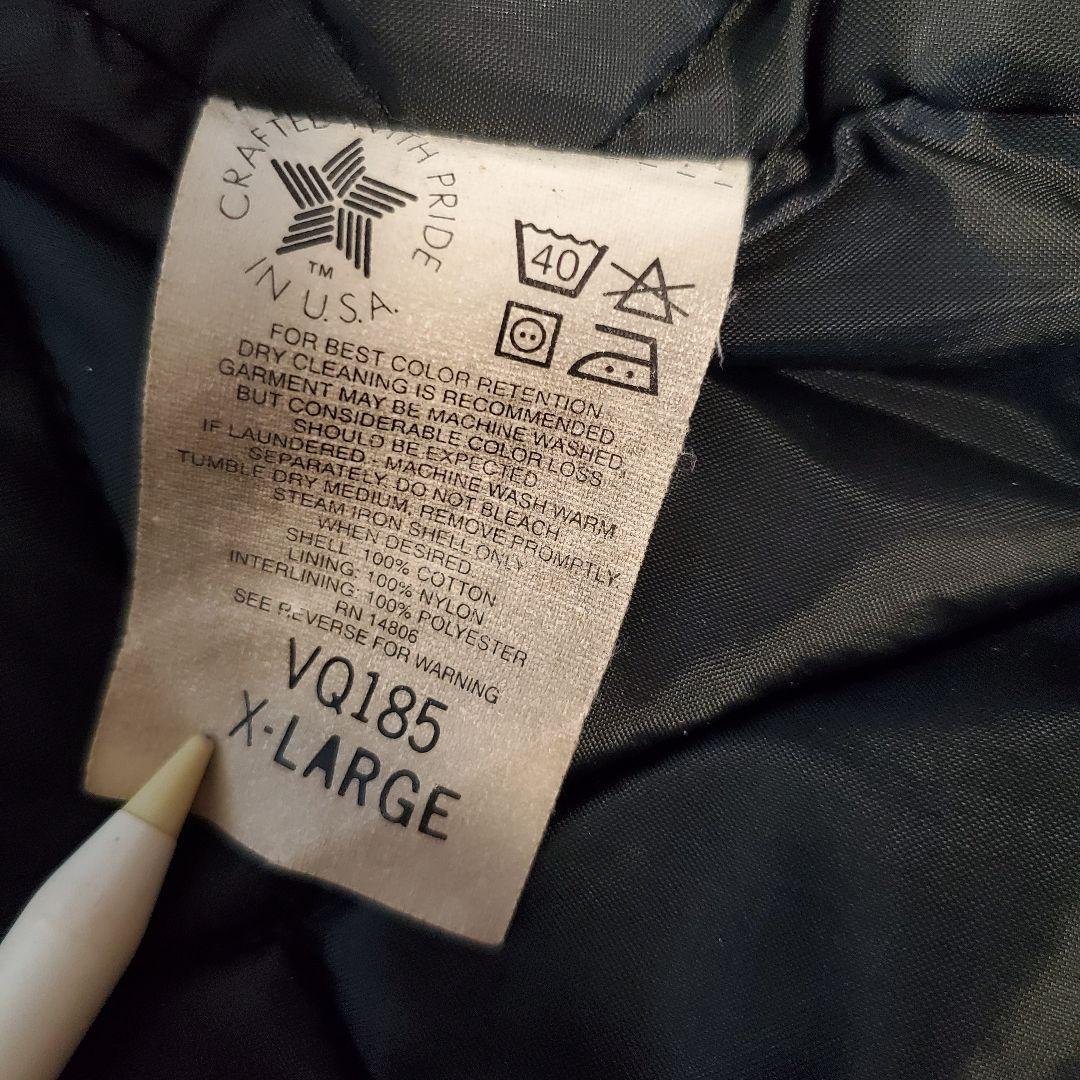 CRAFTED WITH PRIDE
TM
IN U.S.A.
40
FOR BEST COLOR RETENTION
DRY CLEANING IS RECOMMENDED
GARMENT MAY BE MACHINE WASHED,
BUT CONSIDERABLE COLOR LOSS
SHOULD BE EXPECTED
IF LAUNDERED, MACHINE WASH WARM
SEPARATELY. DO NOT BLEACH
TUMBLE DRY MEDIUM, REMOVE PROMPTLY
STEAM IRON SHELL ONLY
WHEN DESIRED.
SHELL: 100% COTTON
LINING: 100% NYLON
INTERLINING: 100% POLYESTER
RN 14806
SEE REVERSE FOR WARNING
VQ185
X-LARGE